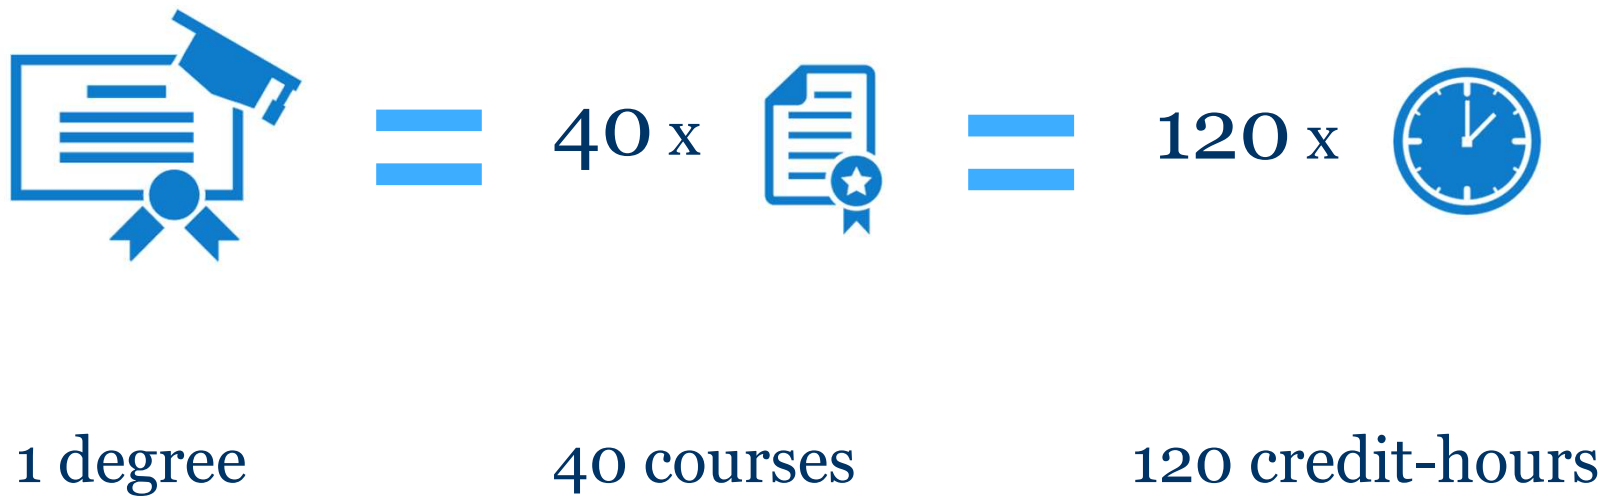 40 x
120 x
1 degree
40 courses
120 credit-hours